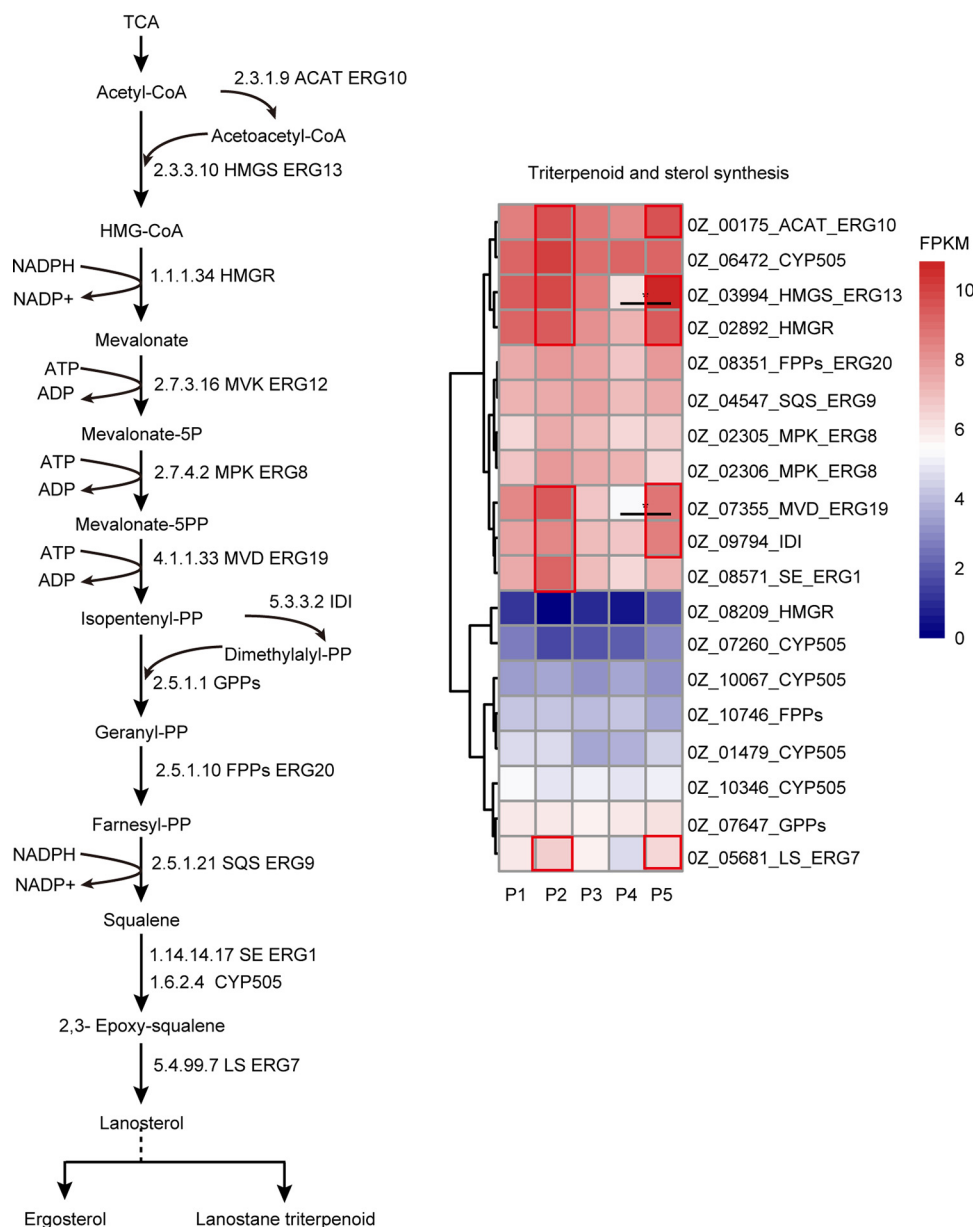 TCA
Acetyl-CoA
2.3.1.9 ACAT ERG10
Acetoacetyl-CoA
2.3.3.10 HMGS ERG13
HMG-CoA
NADPH
NADP+
1.1.1.34 HMGR
Mevalonate
ATP
ADP
2.7.3.16 MVK ERG12
Mevalonate-5P
ATP
ADP
2.7.4.2 MPK ERG8
Mevalonate-5PP
ATP
ADP
4.1.1.33 MVD ERG19
Isopentenyl-PP
5.3.3.2 IDI
Dimethylalyl-PP
2.5.1.1 GPPs
Geranyl-PP
2.5.1.10 FPPs ERG20
Farnesyl-PP
NADPH
NADP+
2.5.1.21 SQS ERG9
Squalene
1.14.14.17 SE ERG1
1.6.2.4 CYP505
2,3- Epoxy-squalene
5.4.99.7 LS ERG7
Lanosterol
Ergosterol
Lanostane triterpenoid
Triterpenoid and sterol synthesis
0Z_00175_ACAT_ERG10
0Z_06472_CYP505
0Z_03994_HMGS_ERG13
*
0Z_02892_HMGR
0Z_08351_FPPs_ERG20
0Z_04547_SQS_ERG9
0Z_02305_MPK_ERG8
0Z_02306_MPK_ERG8
0Z_07355_MVD_ERG19
*
0Z_09794_IDI
0Z_08571_SE_ERG1
0Z_08209_HMGR
0Z_07260_CYP505
0Z_10067_CYP505
0Z_10746_FPPs
0Z_01479_CYP505
0Z_10346_CYP505
0Z_07647_GPPs
0Z_05681_LS_ERG7
P1 P2 P3 P4 P5
FPKM
10
8
6
4
2
0